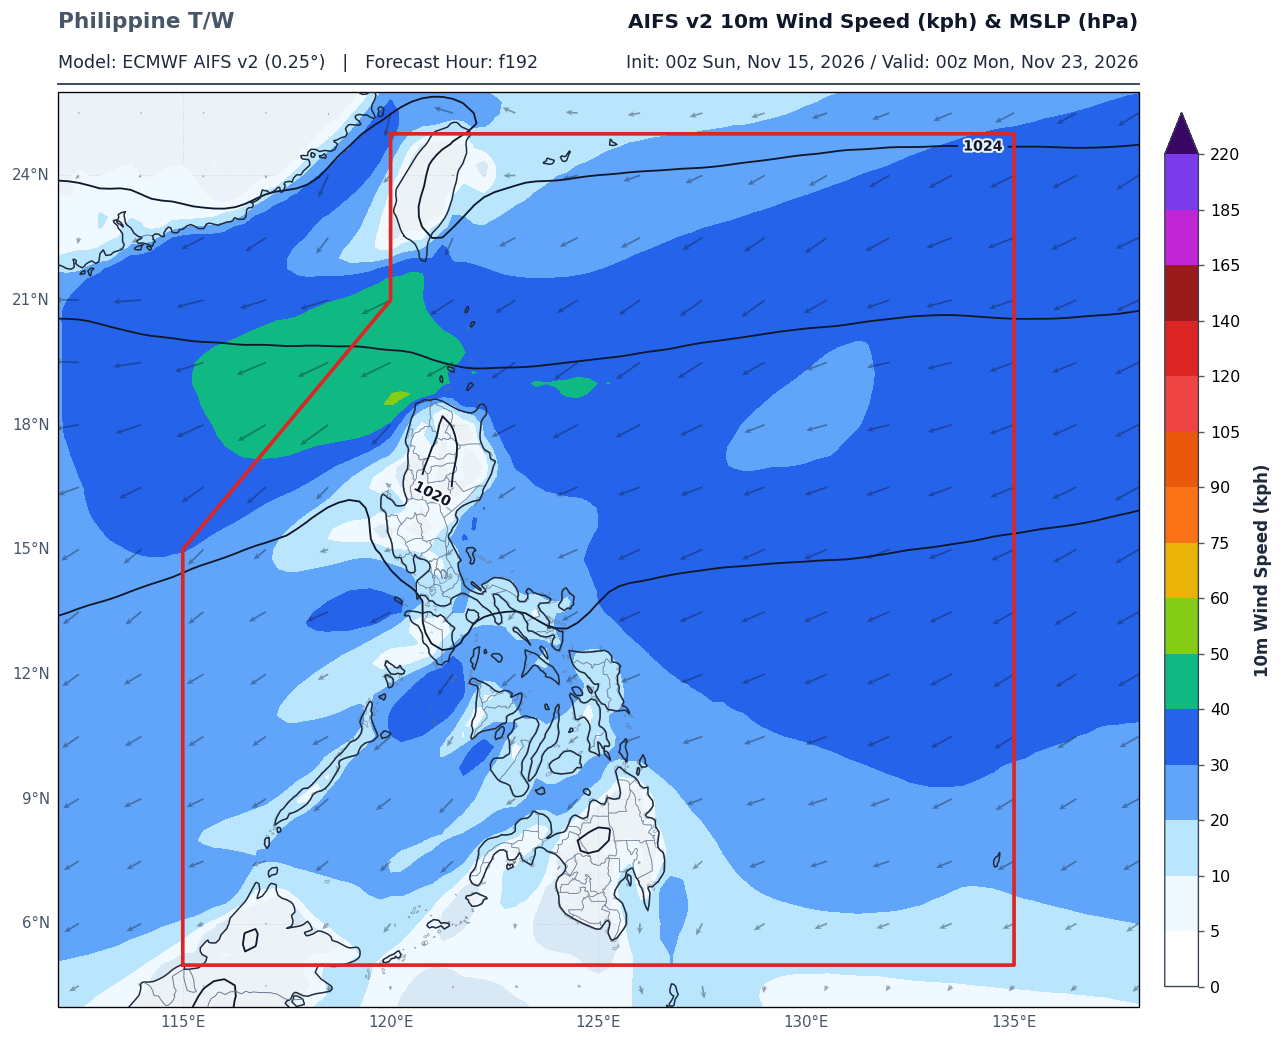 Philippine T/W
AIFS v2 10m Wind Speed (kph) & MSLP (hPa)
Model: ECMWF AIFS v2 (0.25°) | Forecast Hour: f192
Init: 00z Sun, Nov 15, 2026 / Valid: 00z Mon, Nov 23, 2026
24°N
21°N
18°N
15°N
12°N
9°N
6°N
115°E
120°E
125°E
130°E
135°E
1024
1020
220
185
165
140
120
105
90
75
60
50
40
30
20
10
5
0
10m Wind Speed (kph)